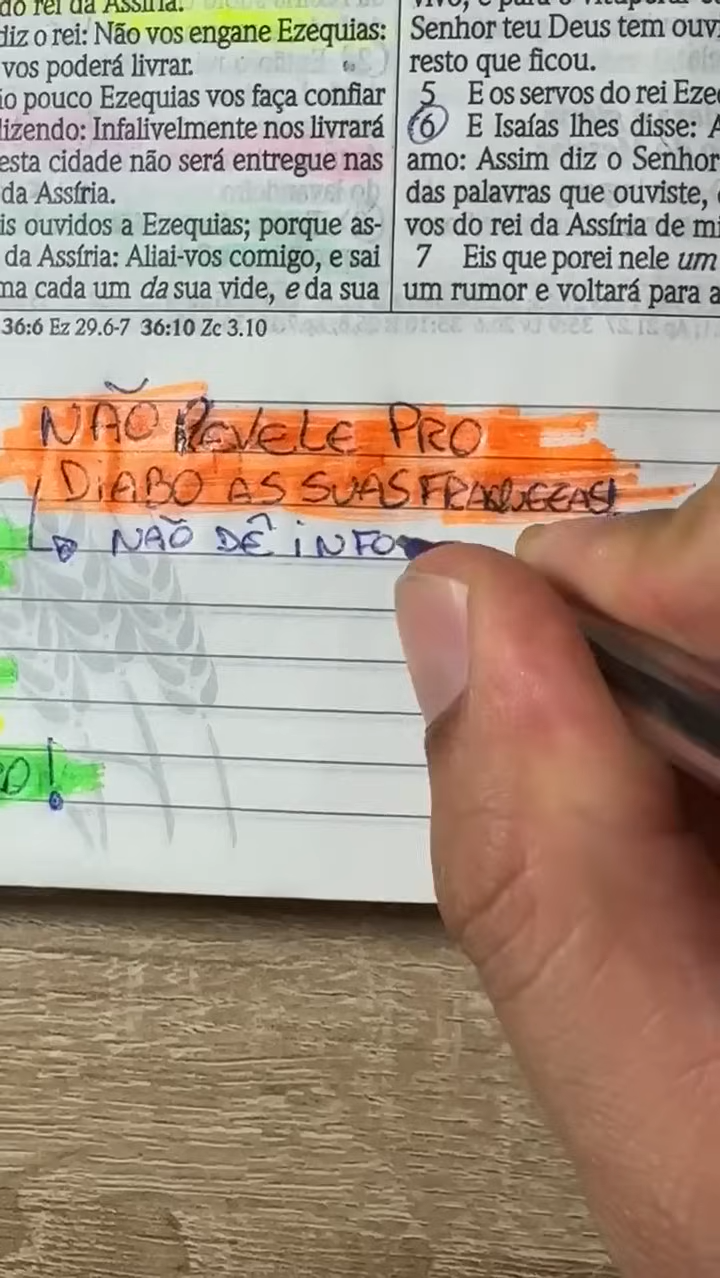 do rei da Assíria.
diz o rei: Não vos engane Ezequias:
vos poderá livrar.
io pouco Ezequias vos faça confiar
lizendo: Infalivelmente nos livrará
esta cidade não será entregue nas
da Assíria.
is ouvidos a Ezequias; porque as-
da Assíria: Aliai-vos comigo, e sai
ma cada um da sua vide, e da sua
Senhor teu Deus tem ouv
resto que ficou.
5 E os servos do rei Eze
6 E Isaías lhes disse: A
amo: Assim diz o Senhor
das palavras que ouviste,
vos do rei da Assíria de mi
7 Eis que porei nele um
um rumor e voltará para a
36:6 Ez 29.6-7 36:10 Zc 3.10
NÃO REVELE PRO
DIABO AS SUAS FRAQUEZAS!
NÃO DÊ INFO
O!